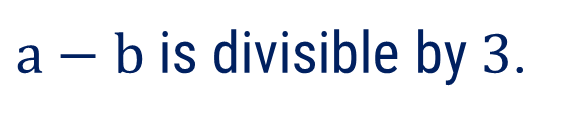 a − b is divisible by 3.